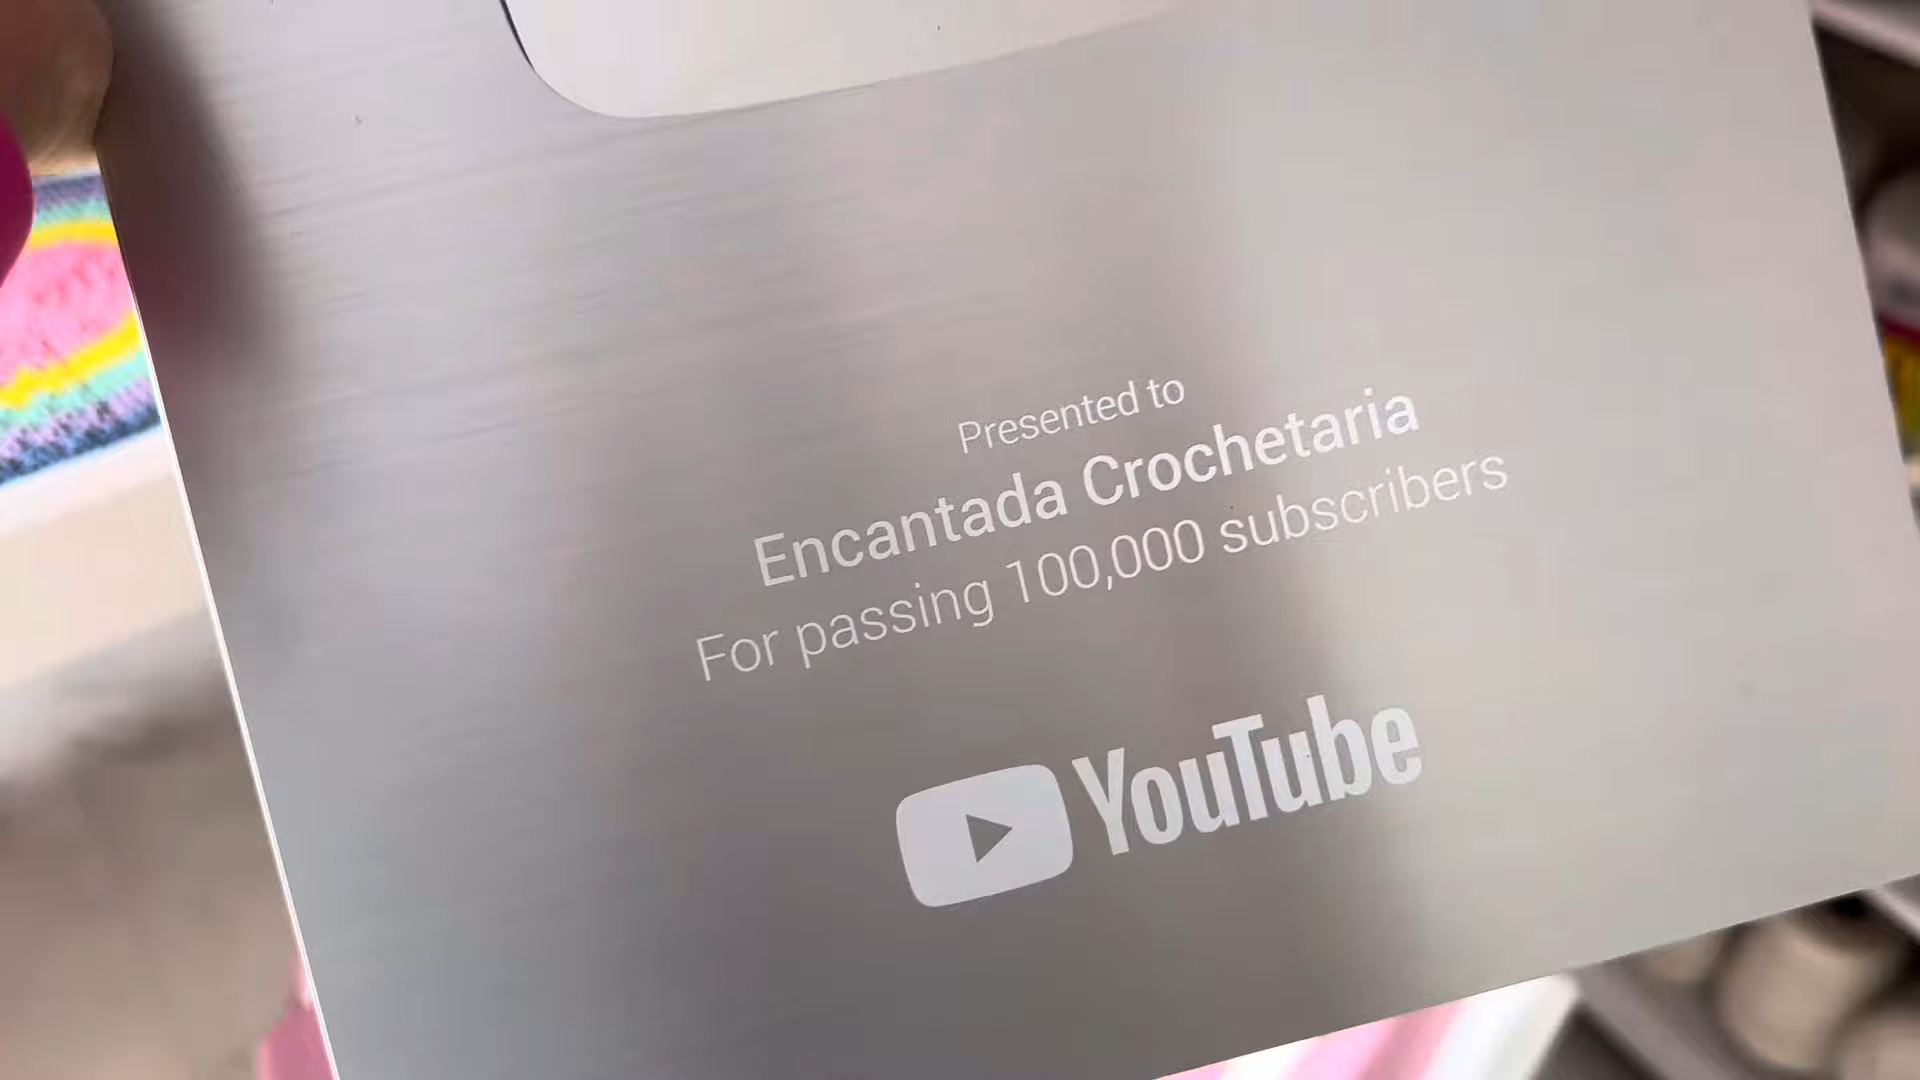 Presented to
Encantada Crochetaria
For passing 100,000 subscribers
YouTube